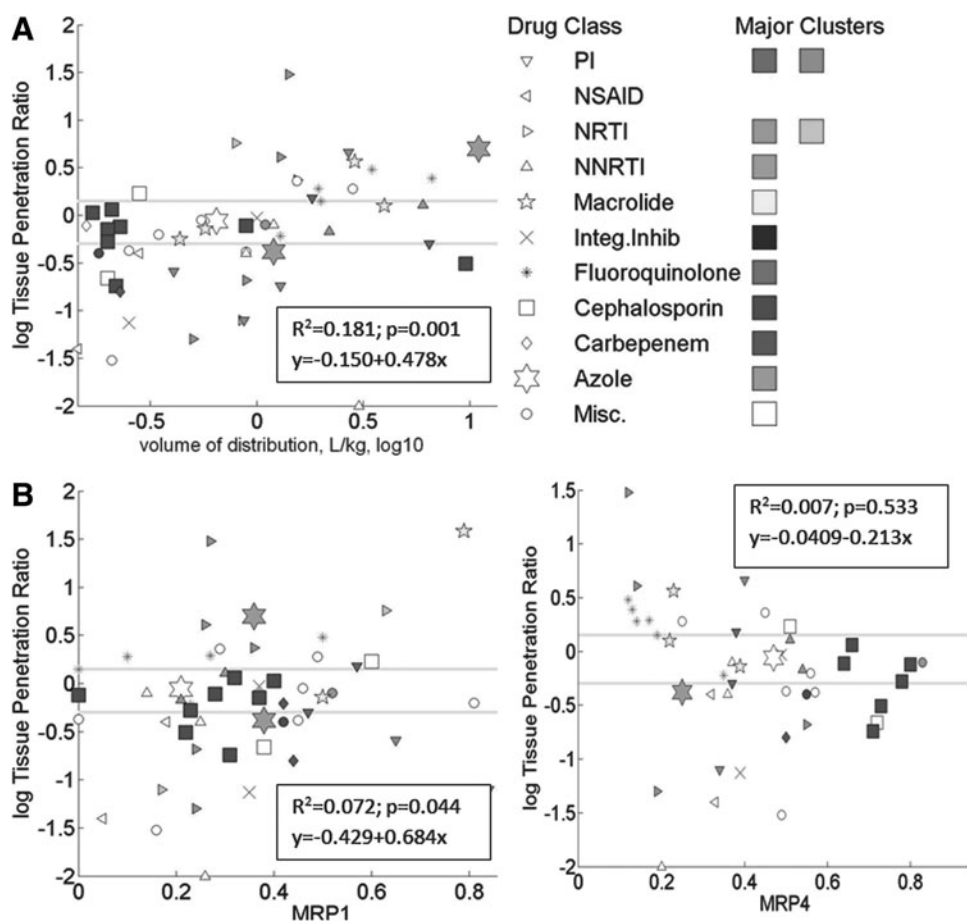 A
log Tissue Penetration Ratio
2
1.5
1
0.5
0
-0.5
-1
-1.5
-2
-0.5 0 0.5 1
volume of distribution, L/kg, log10
R²=0.181; p=0.001
y=-0.150+0.478x
Drug Class Major Clusters
PI
NSAID
NRTI
NNRTI
Macrolide
Integ.Inhib
Fluoroquinolone
Cephalosporin
Carbepenem
Azole
Misc.
B
log Tissue Penetration Ratio
2
1.5
1
0.5
0
-0.5
-1
-1.5
-2
0 0.2 0.4 0.6 0.8
MRP1
R²=0.072; p=0.044
y=-0.429+0.684x
log Tissue Penetration Ratio
2
1.5
1
0.5
0
-0.5
-1
-1.5
-2
0 0.2 0.4 0.6 0.8
MRP4
R²=0.007; p=0.533
y=-0.0409-0.213x